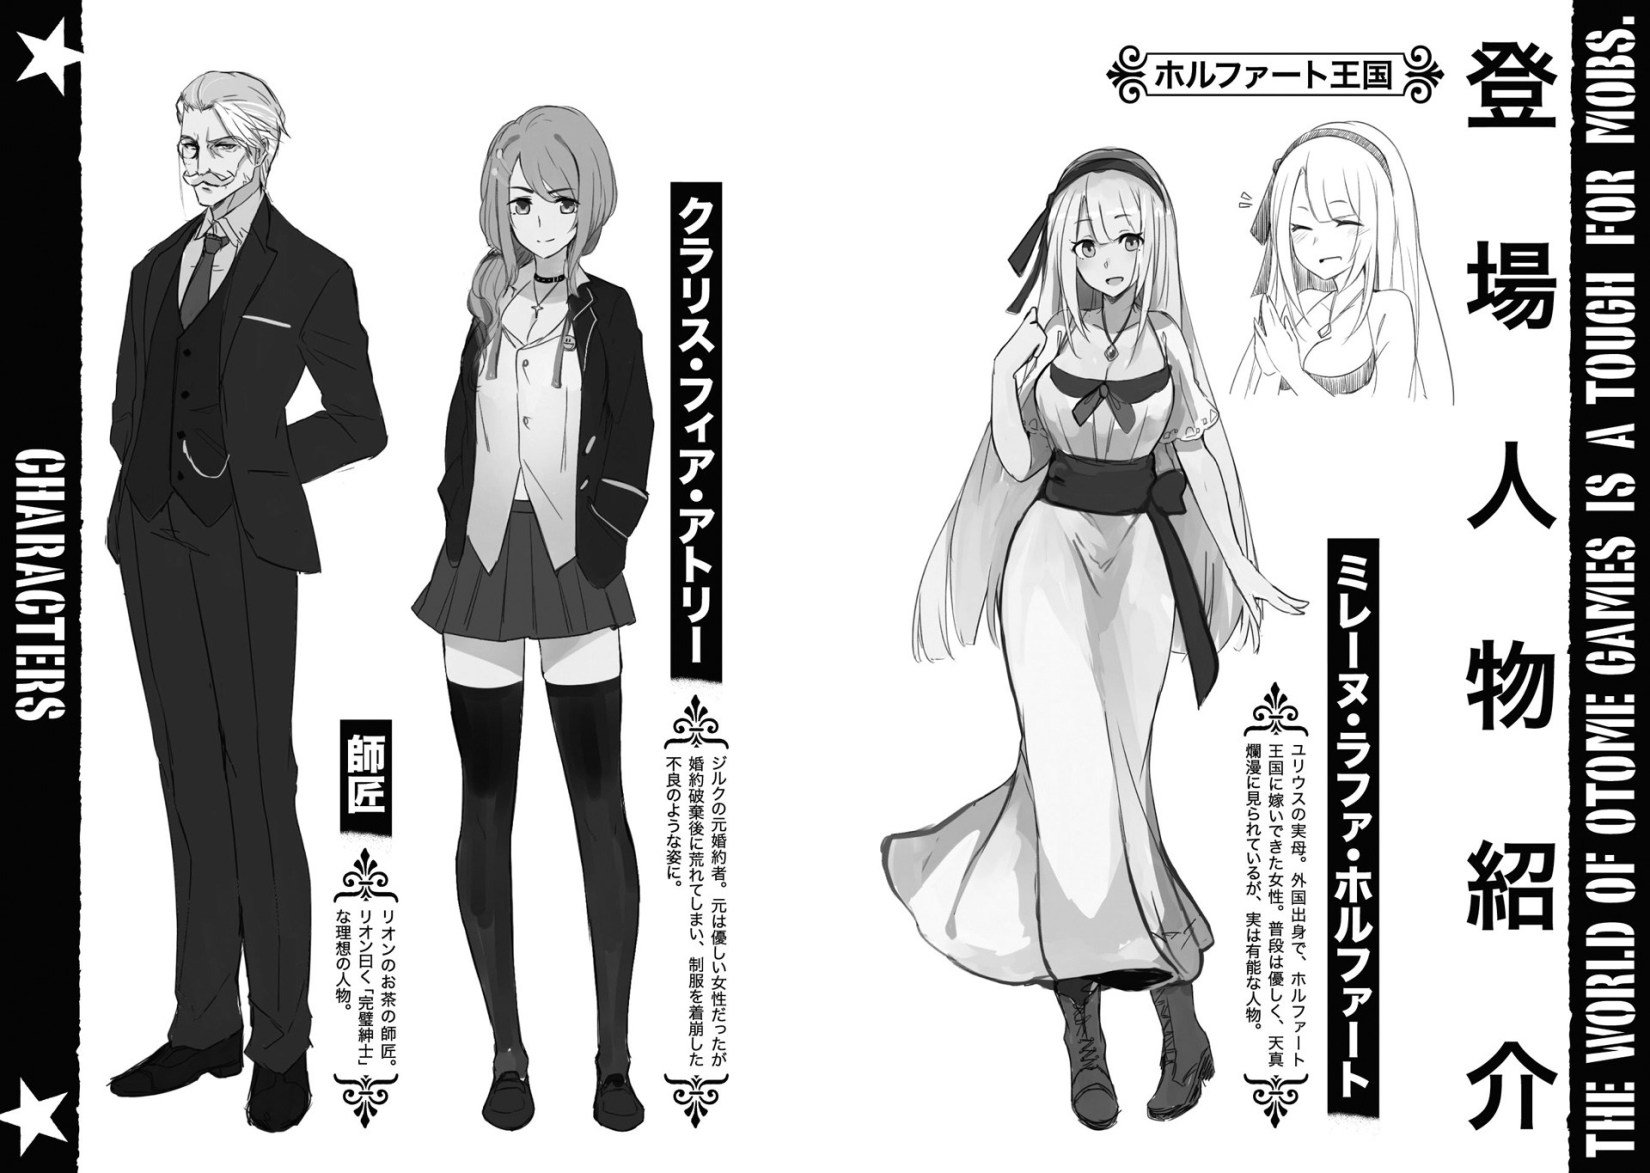 THE WORLD OF OTOME GAMES IS A TOUGH FOR MOBS.
登場人物紹介
ホルファート王国
ミレーヌ・ラファ・ホルファート
ユリウスの実母。外国出身で、ホルファート
王国に嫁いできた女性。普段は優しく、天真
爛漫に見られているが、実は有能な人物。
クラリス・フィア・アトリー
ジルクの元婚約者。元は優しい女性だったが
婚約破棄後に荒れてしまい、制服を着崩した
不良のような姿に。
師匠
リオンのお茶の師匠。
リオン曰く「完璧紳士」
な理想の人物。
CHARACTERS